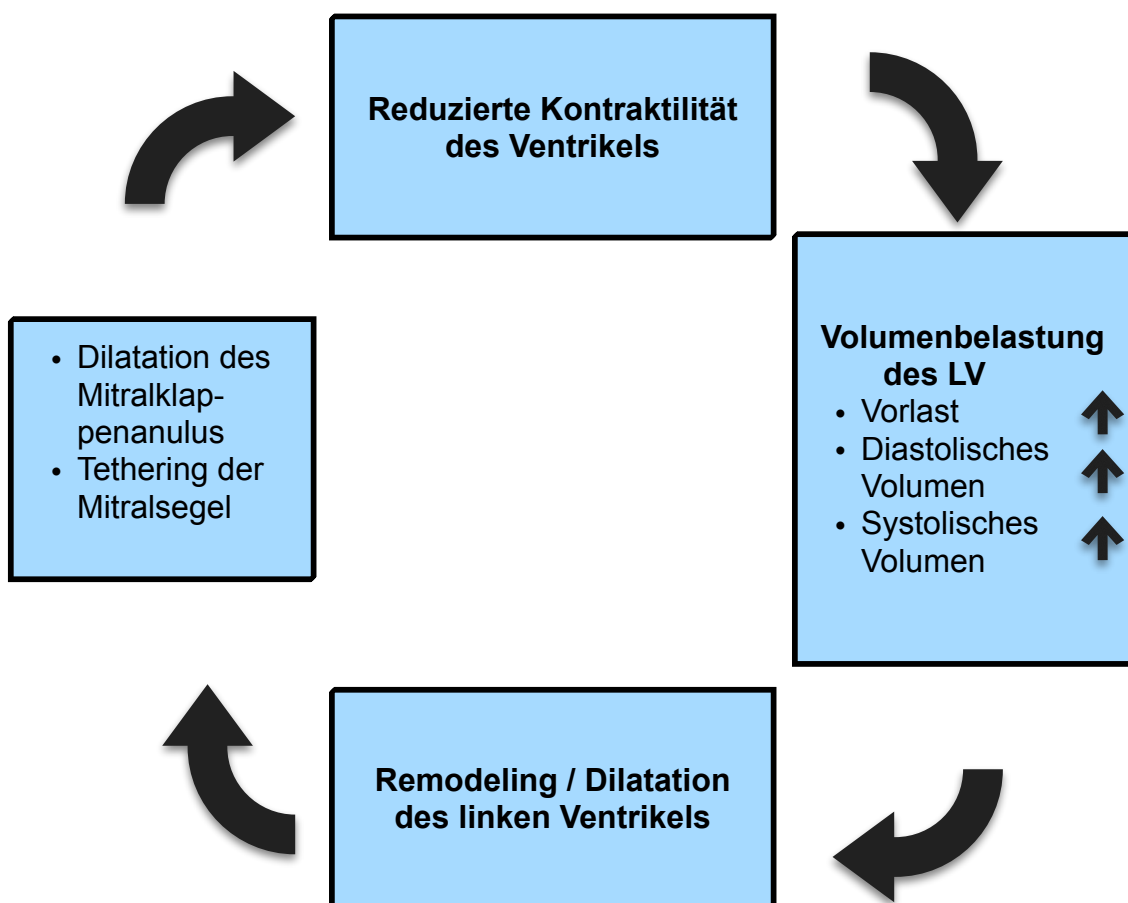 Reduzierte Kontraktilität
des Ventrikels
Volumenbelastung
des LV
• Vorlast
• Diastolisches
Volumen
• Systolisches
Volumen
Remodeling / Dilatation
des linken Ventrikels
• Dilatation des
Mitralklap-
penanulus
• Tethering der
Mitralsegel